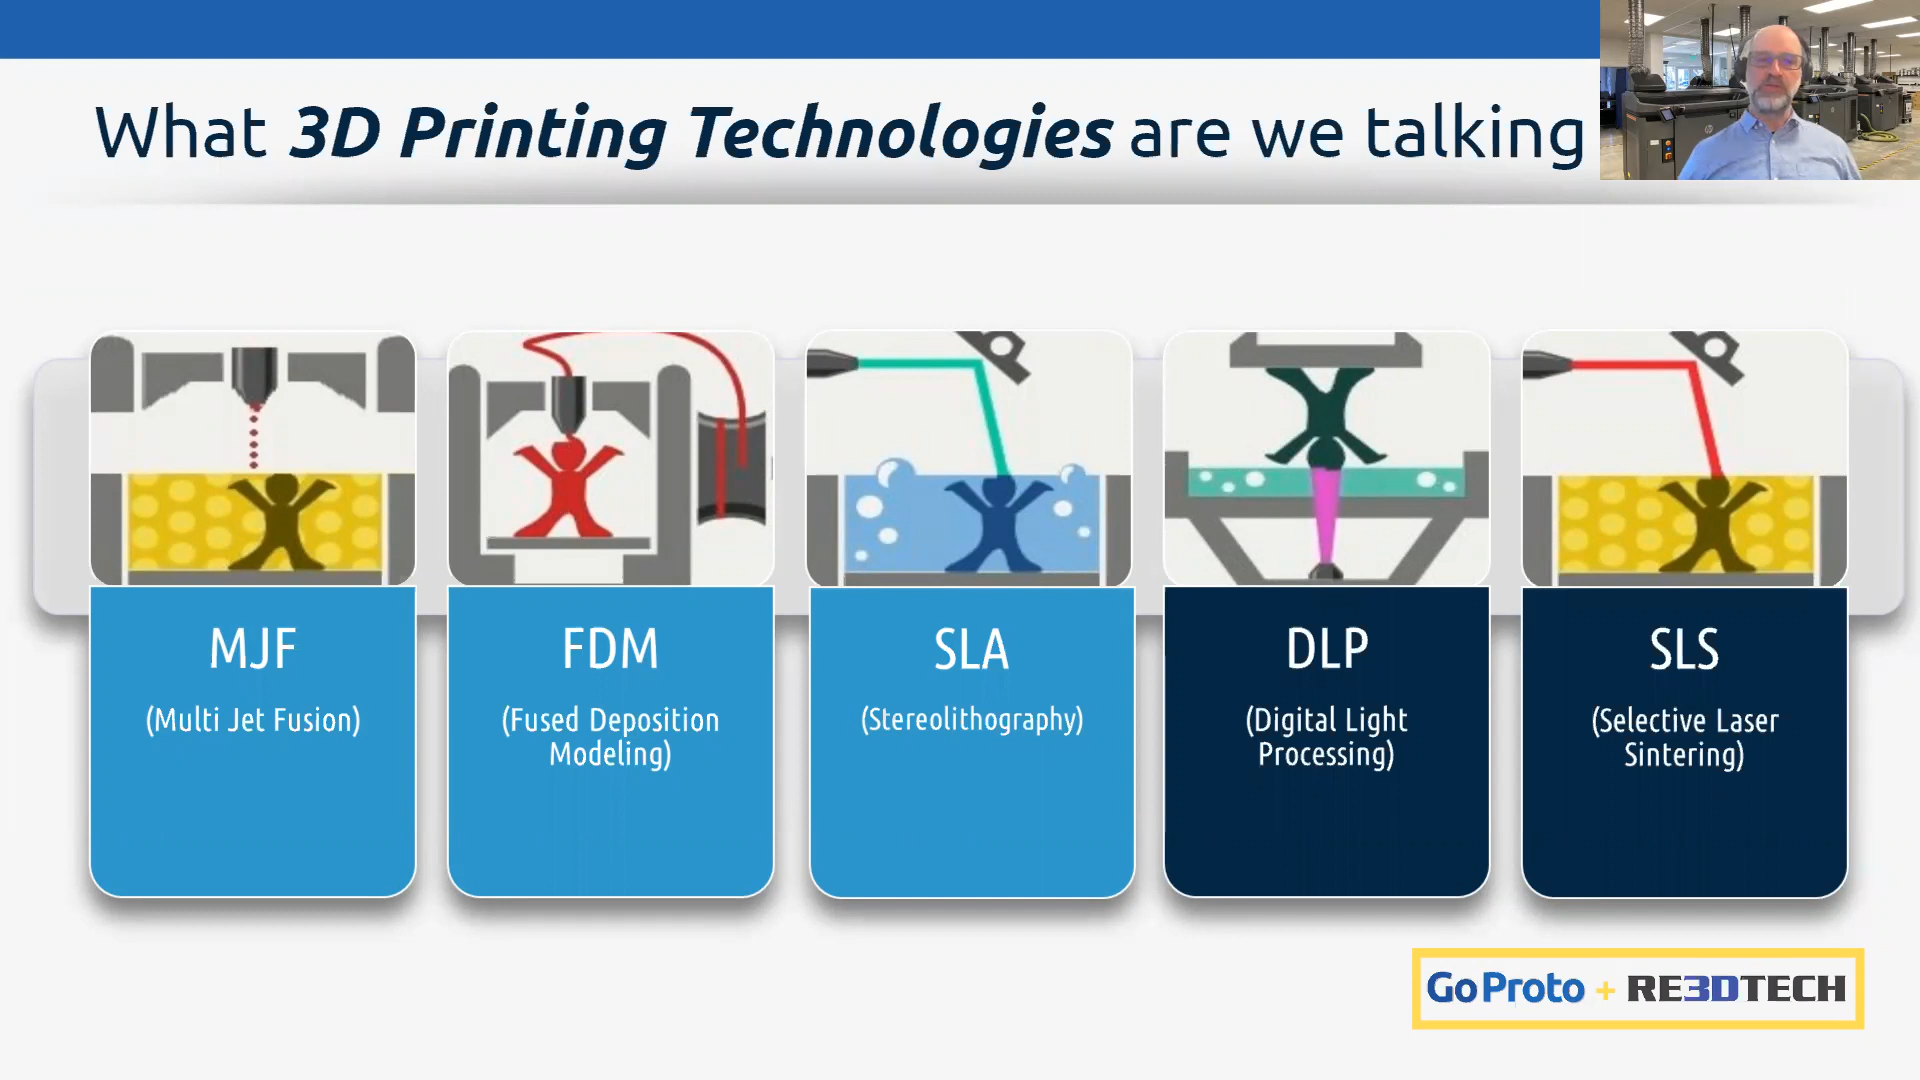 What 3D Printing Technologies are we talking
MJF
(Multi Jet Fusion)
FDM
(Fused Deposition
Modeling)
SLA
(Stereolithography)
DLP
(Digital Light
Processing)
SLS
(Selective Laser
Sintering)
GoProto + RE3DTECH